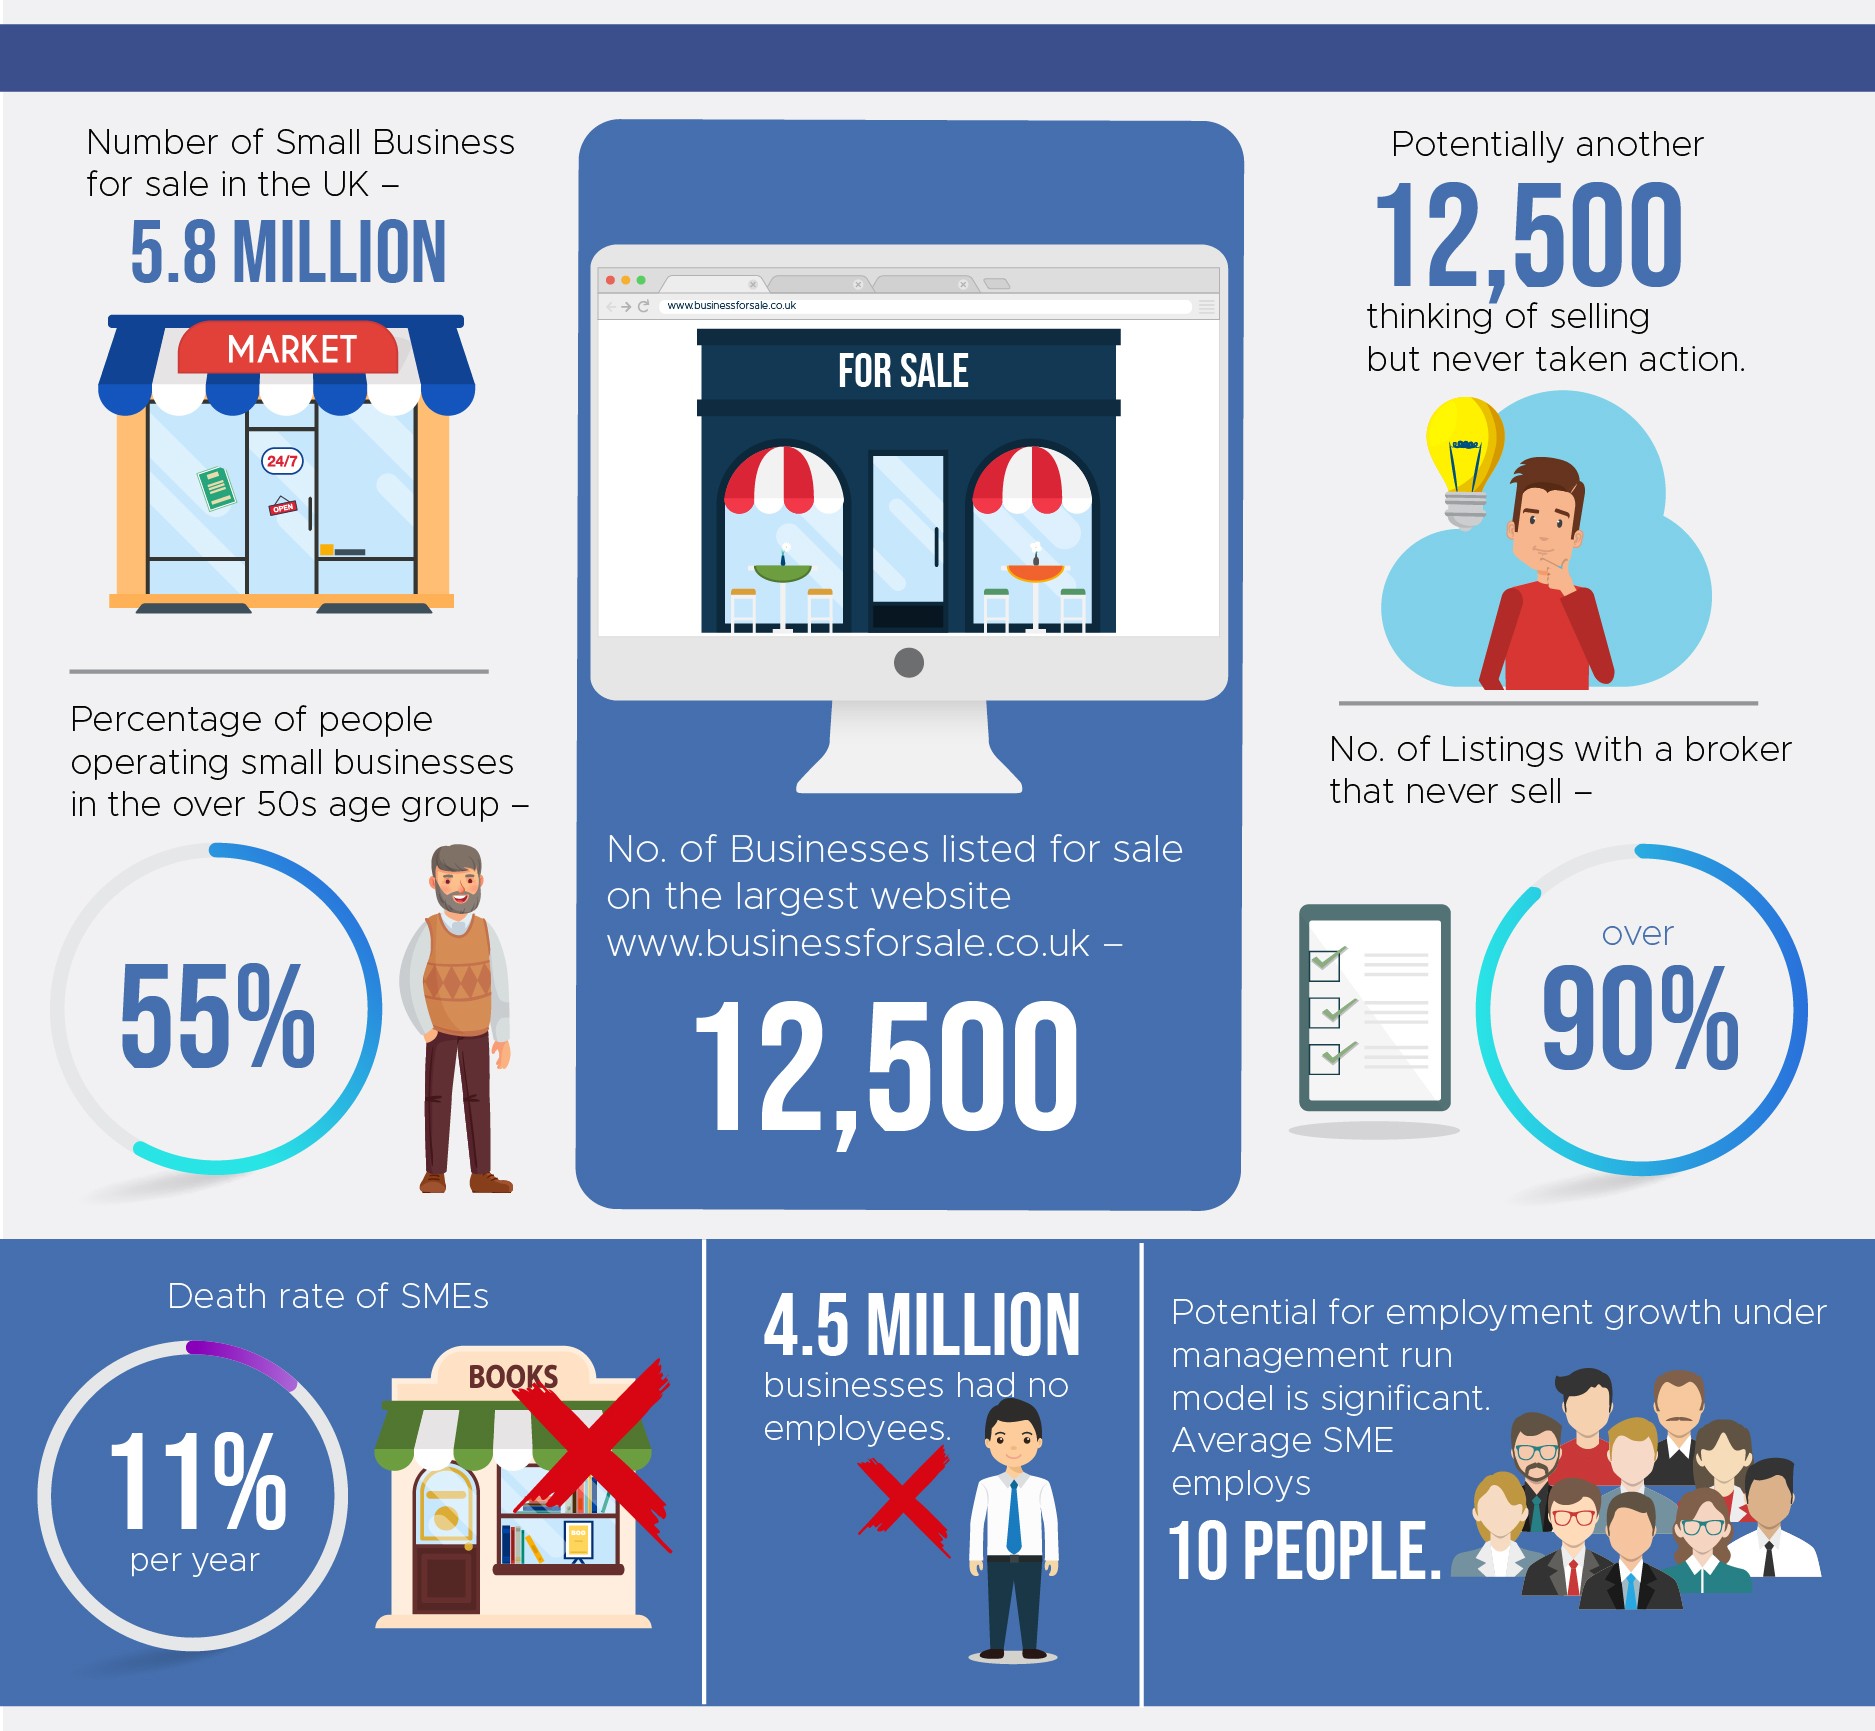 Number of Small Business
for sale in the UK –
5.8 MILLION
MARKET
24/7
OPEN
Percentage of people
operating small businesses
in the over 50s age group –
55%
www.businessforsale.co.uk
FOR SALE
No. of Businesses listed for sale
on the largest website
www.businessforsale.co.uk –
12,500
Potentially another
12,500
thinking of selling
but never taken action.
No. of Listings with a broker
that never sell –
over
90%
Death rate of SMEs
11%
per year
BOOKS
BOO
4.5 MILLION
businesses had no
employees.
Potential for employment growth under
management run
model is significant.
Average SME
employs
10 PEOPLE.